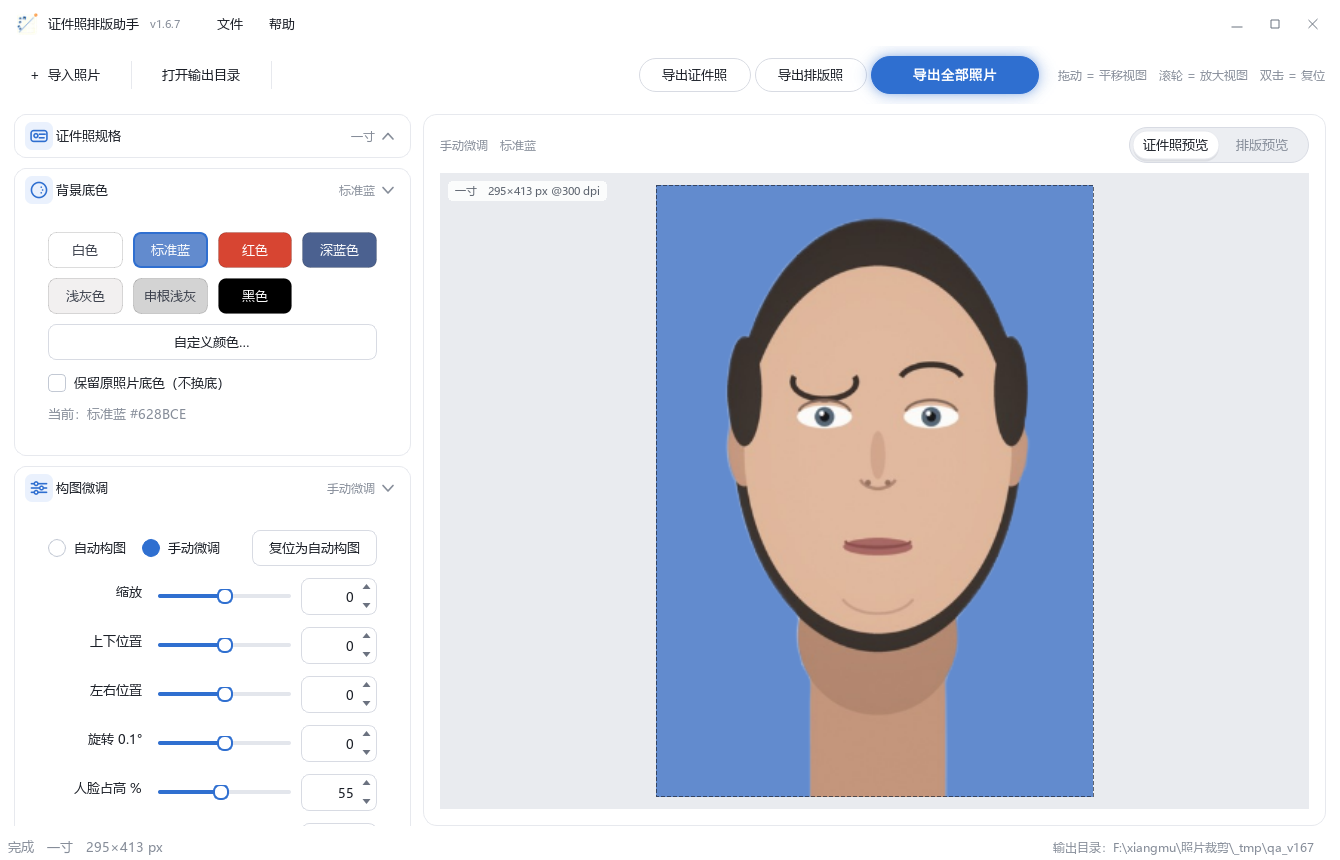 证件照排版助手 v1.6.7 文件 帮助
+ 导入照片 打开输出目录 导出证件照 导出排版照 导出全部照片 拖动 = 平移视图 滚轮 = 放大视图 双击 = 复位
证件照规格 一寸
背景底色 标准蓝
白色 标准蓝 红色 深蓝色
浅灰色 申根浅灰 黑色
自定义颜色...
保留原照片底色（不换底）
当前：标准蓝 #628BCE
构图微调 手动微调
自动构图 手动微调 复位为自动构图
缩放 0
上下位置 0
左右位置 0
旋转 0.1° 0
人脸占高 % 55
手动微调 标准蓝 证件照预览 排版预览
一寸 295×413 px @300 dpi
完成 一寸 295×413 px 输出目录：F:\xiangmu\照片裁剪\_tmp\qa_v167